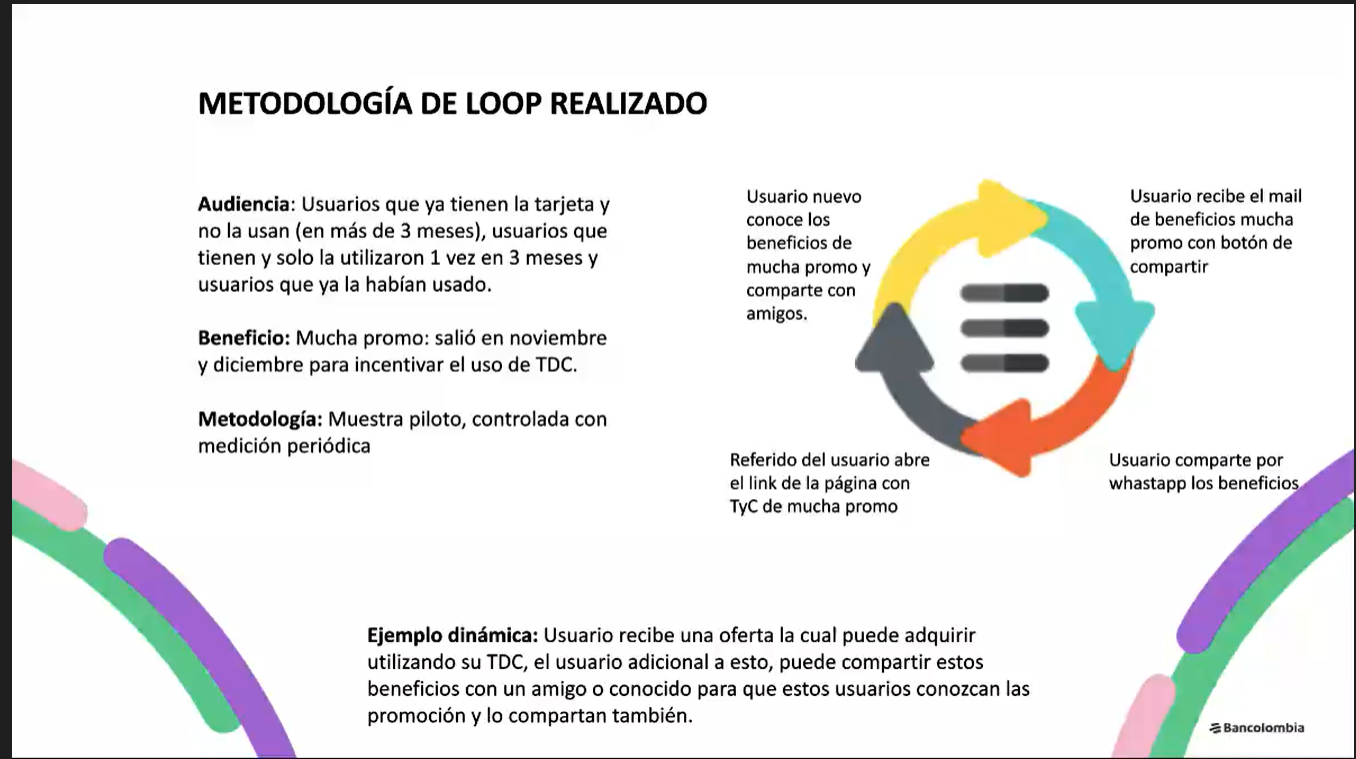 METODOLOGÍA DE LOOP REALIZADO
Audiencia: Usuarios que ya tienen la tarjeta y
no la usan (en más de 3 meses), usuarios que
tienen y solo la utilizaron 1 vez en 3 meses y
usuarios que ya la habían usado.
Beneficio: Mucha promo: salió en noviembre
y diciembre para incentivar el uso de TDC.
Metodología: Muestra piloto, controlada con
medición periódica
Usuario nuevo
conoce los
beneficios de
mucha promo y
comparte con
amigos.
Usuario recibe el mail
de beneficios mucha
promo con botón de
compartir
Referido del usuario abre
el link de la página con
TyC de mucha promo
Usuario comparte por
whastapp los beneficios
Ejemplo dinámica: Usuario recibe una oferta la cual puede adquirir
utilizando su TDC, el usuario adicional a esto, puede compartir estos
beneficios con un amigo o conocido para que estos usuarios conozcan las
promoción y lo compartan también.
Bancolombia